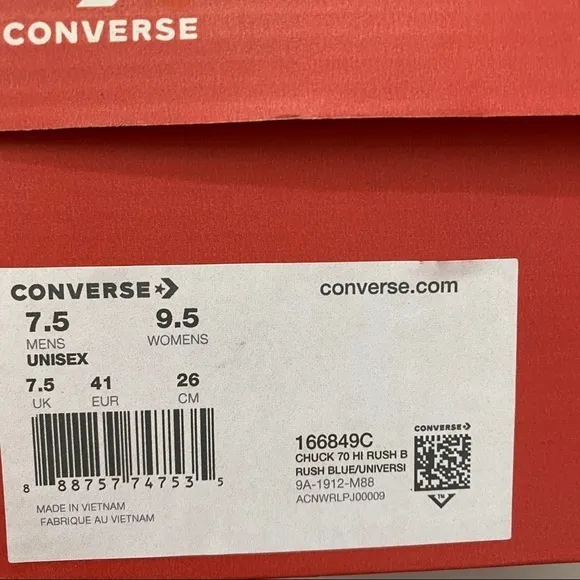 CONVERSE
CONVERSE
converse.com
7.5 9.5
MENS WOMENS
UNISEX
7.5 41 26
UK EUR CM
8 88757 74753 5
MADE IN VIETNAM
FABRIQUE AU VIETNAM
166849C
CHUCK 70 HI RUSH B
RUSH BLUE/UNIVERSI
9A-1912-M88
ACNWRLPJ00009
CONVERSE
TM